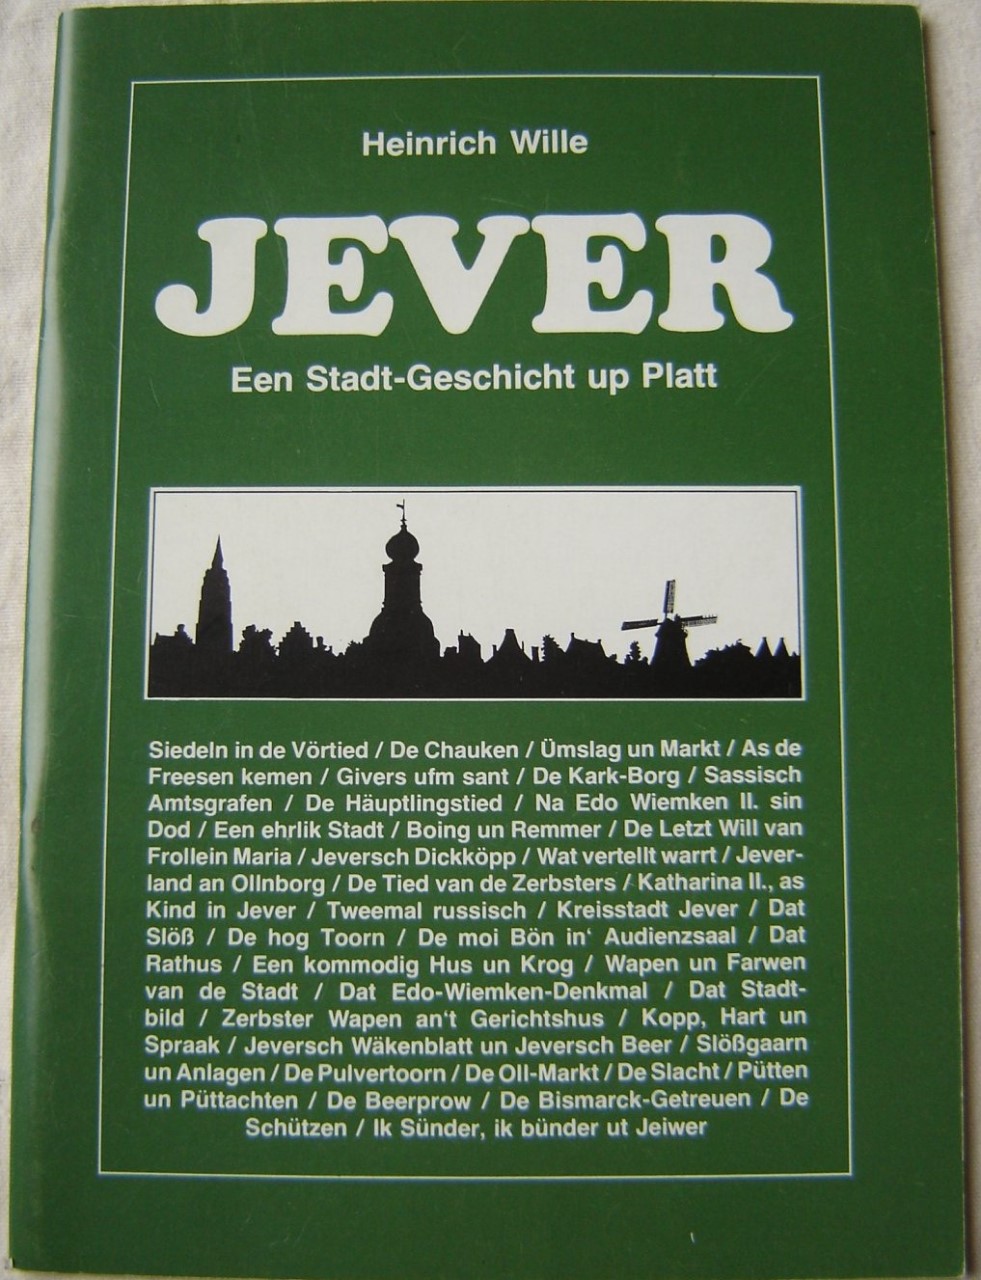 Heinrich Wille
JEVER
Een Stadt-Geschicht up Platt
Siedeln in de Vörtied / De Chauken / Ümslag un Markt / As de
Freesen kemen / Givers ufm sant / De Kark-Borg / Sassisch
Amtsgrafen / De Häuptlingstied / Na Edo Wiemken II. sin
Dod / Een ehrlik Stadt / Boing un Remmer / De Letzt Will van
Frollein Maria / Jeversch Dickköpp / Wat vertellt warrt / Jever-
land an Ollnborg / De Tied van de Zerbsters / Katharina II., as
Kind in Jever / Tweemal russisch / Kreisstadt Jever / Dat
Slöß / De hog Toorn / De moi Bön in' Audienzsaal / Dat
Rathus / Een kommodig Hus un Krog / Wapen un Farwen
van de Stadt / Dat Edo-Wiemken-Denkmal / Dat Stadt-
bild / Zerbster Wapen an't Gerichtshus / Kopp, Hart un
Spraak / Jeversch Wäkenblatt un Jeversch Beer / Slößgaarn
un Anlagen / De Pulvertoorn / De Oll-Markt / De Slacht / Pütten
un Püttachten / De Beerprow / De Bismarck-Getreuen / De
Schützen / Ik Sünder, ik bünder ut Jeiwer